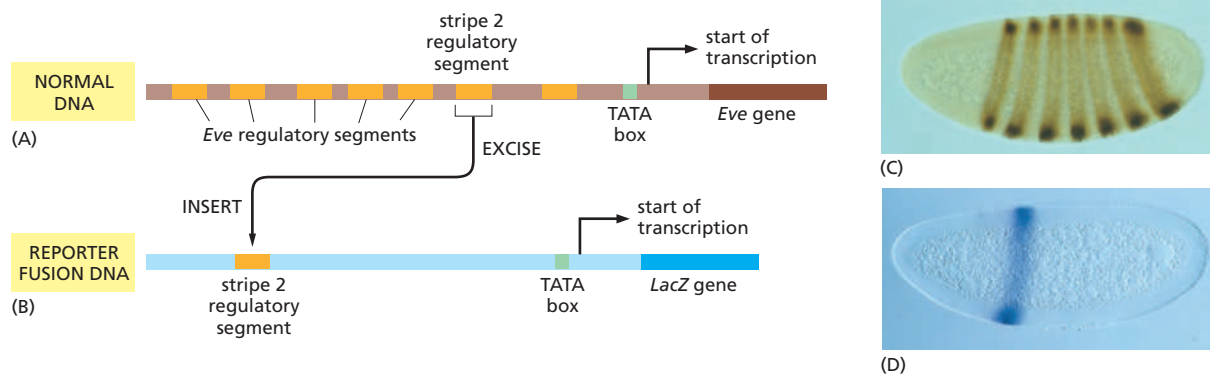 stripe 2
regulatory
segment
start of
transcription
NORMAL
DNA
(A)
Eve regulatory segments
TATA
box
Eve gene
EXCISE
INSERT
start of
transcription
REPORTER
FUSION DNA
(B)
stripe 2
regulatory
segment
TATA
box
LacZ gene
(C)
(D)